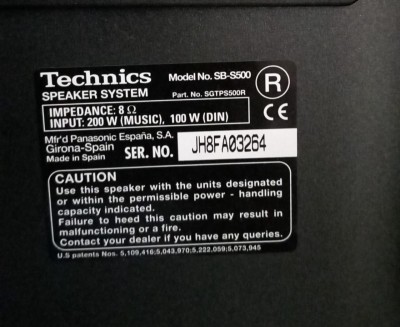 Technics Model No. SB-S500 R
SPEAKER SYSTEM Part. No. SGTPS500R
IMPEDANCE: 8 Ω
INPUT: 200 W (MUSIC), 100 W (DIN)
CE
Mfr'd Panasonic España, S.A.
Girona-Spain
Made in Spain
SER. NO. JH8FA03264
CAUTION
Use this speaker with the units designated
or within the permissible power - handling
capacity indicated.
Failure to heed this caution may result in
malfunctioning or a fire.
Contact your dealer if you have any queries.
U.S patents Nos. 5,109,416;5,043,970;5,222,059;5,073,945